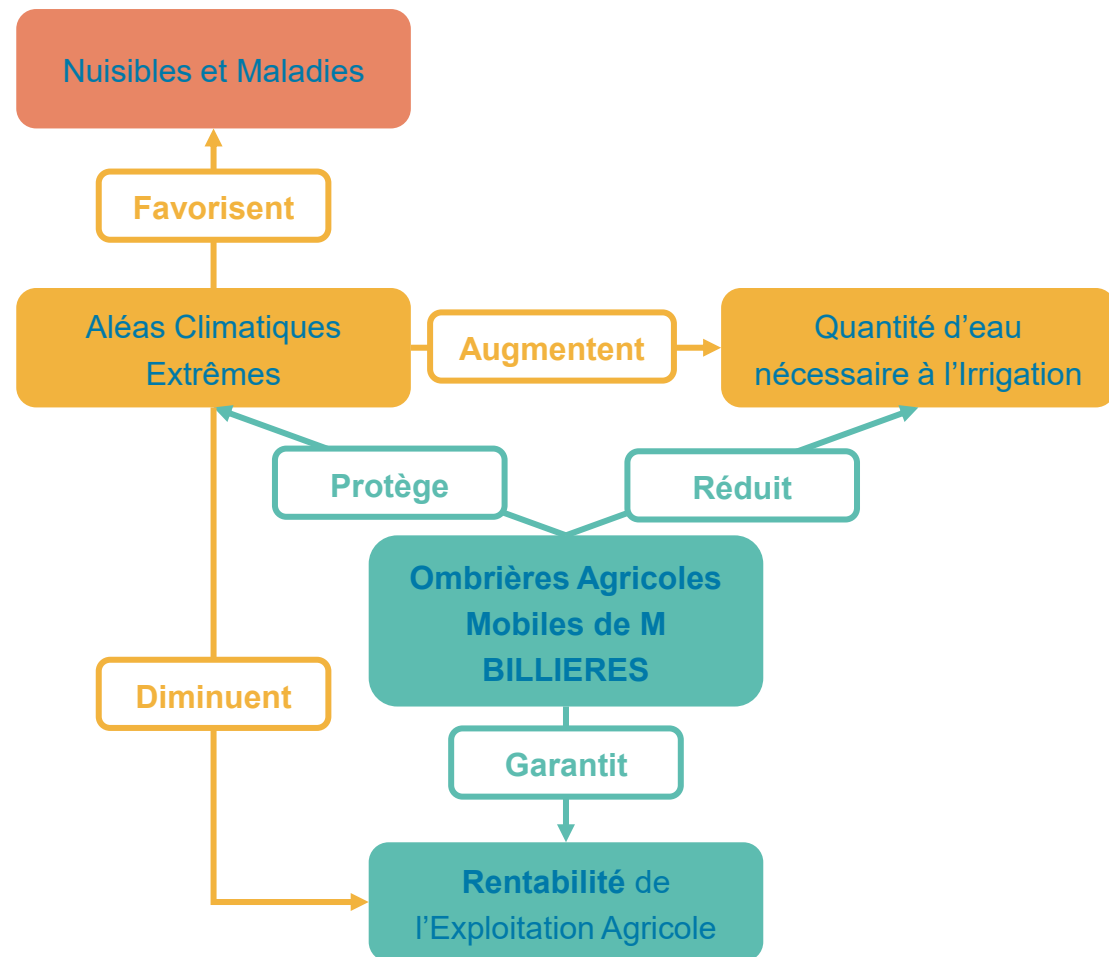 Nuisibles et Maladies
Favorisent
Aléas Climatiques
Extrêmes
Augmentent
Quantité d’eau
nécessaire à l’Irrigation
Protège
Réduit
Ombrières Agricoles
Mobiles de M
BILLIERES
Diminuent
Garantit
Rentabilité de
l’Exploitation Agricole